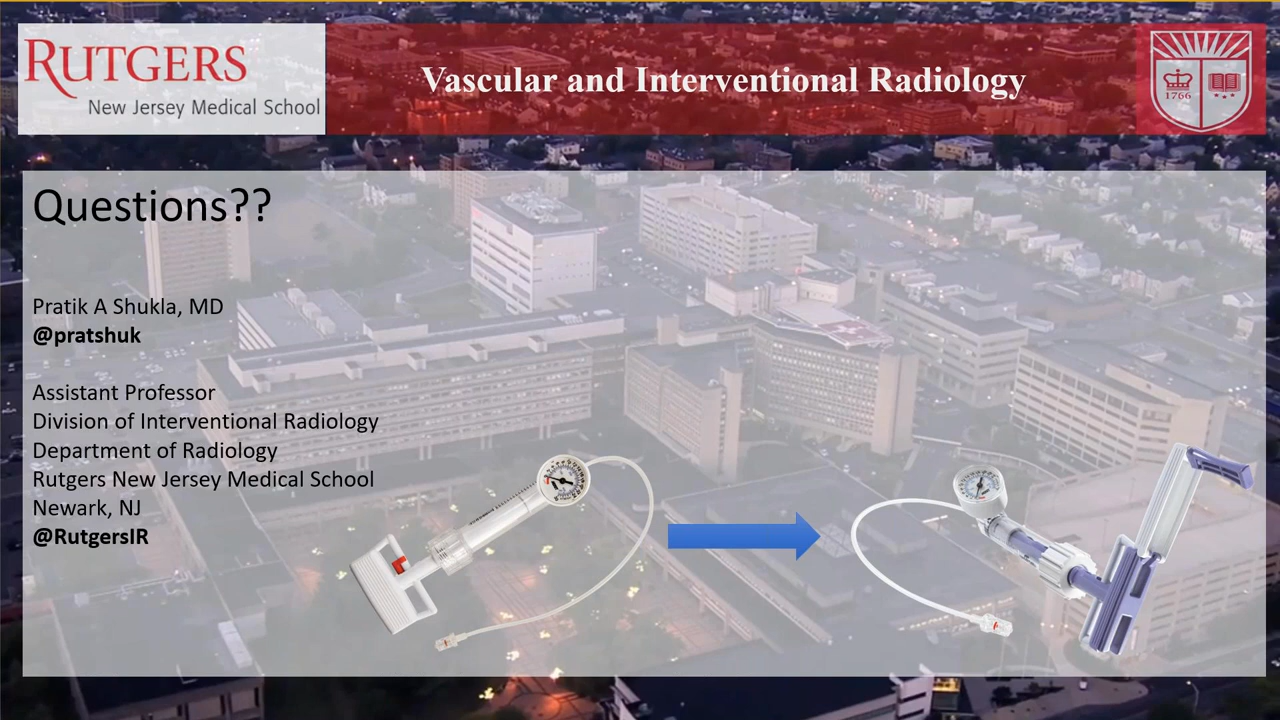 RUTGERS
New Jersey Medical School
Vascular and Interventional Radiology
1766
Questions??
Pratik A Shukla, MD
@pratshuk
Assistant Professor
Division of Interventional Radiology
Department of Radiology
Rutgers New Jersey Medical School
Newark, NJ
@RutgersIR